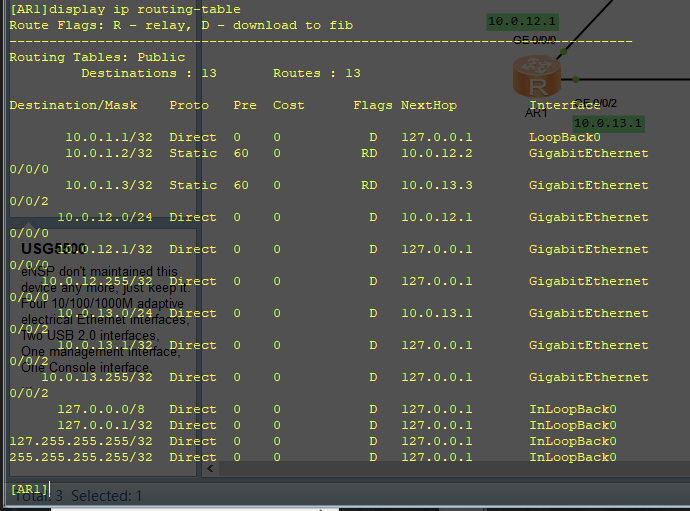 [AR1]display ip routing-table
Route Flags: R - relay, D - download to fib
------------------------------------------------------------------------------
Routing Tables: Public
Destinations : 13 Routes : 13
Destination/Mask Proto Pre Cost Flags NextHop Interface
10.0.1.1/32 Direct 0 0 D 127.0.0.1 LoopBack0
10.0.1.2/32 Static 60 0 RD 10.0.12.2 GigabitEthernet
0/0/0
10.0.1.3/32 Static 60 0 RD 10.0.13.3 GigabitEthernet
0/0/2
10.0.12.0/24 Direct 0 0 D 10.0.12.1 GigabitEthernet
0/0/0
10.0.12.1/32 Direct 0 0 D 127.0.0.1 GigabitEthernet
0/0/0
10.0.12.255/32 Direct 0 0 D 127.0.0.1 GigabitEthernet
0/0/0
10.0.13.0/24 Direct 0 0 D 10.0.13.1 GigabitEthernet
0/0/2
10.0.13.1/32 Direct 0 0 D 127.0.0.1 GigabitEthernet
0/0/2
10.0.13.255/32 Direct 0 0 D 127.0.0.1 GigabitEthernet
0/0/2
127.0.0.0/8 Direct 0 0 D 127.0.0.1 InLoopBack0
127.0.0.1/32 Direct 0 0 D 127.0.0.1 InLoopBack0
127.255.255.255/32 Direct 0 0 D 127.0.0.1 InLoopBack0
255.255.255.255/32 Direct 0 0 D 127.0.0.1 InLoopBack0
[AR1]
10.0.12.1
GE 0/0/0
R
GE 0/0/2
AR1
10.0.13.1
USG5500
eNSP don't maintained this
device any more, just keep it.
Four 10/100/1000M adaptive
electrical Ethernet interfaces,
Two USB 2.0 interfaces,
One management interface,
One Console interface.
Total: 3 Selected: 1